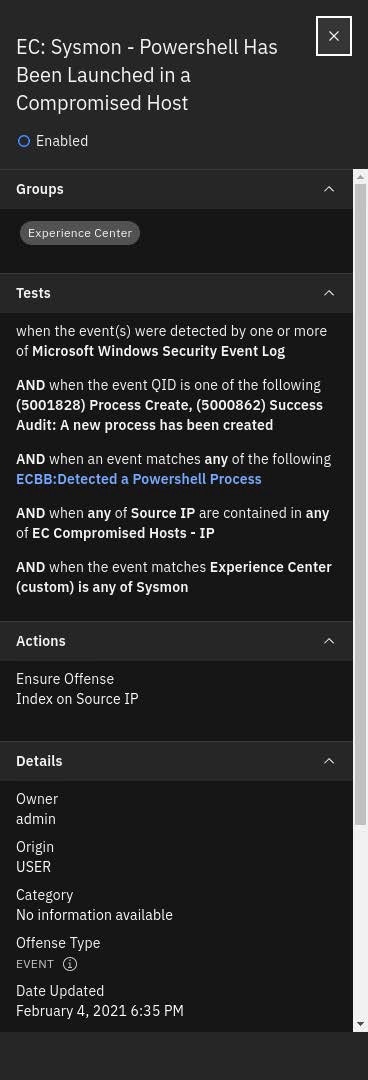 EC: Sysmon - Powershell Has
Been Launched in a
Compromised Host
Enabled
Groups
Experience Center
Tests
when the event(s) were detected by one or more
of Microsoft Windows Security Event Log
AND when the event QID is one of the following
(5001828) Process Create, (5000862) Success
Audit: A new process has been created
AND when an event matches any of the following
ECBB:Detected a Powershell Process
AND when any of Source IP are contained in any
of EC Compromised Hosts - IP
AND when the event matches Experience Center
(custom) is any of Sysmon
Actions
Ensure Offense
Index on Source IP
Details
Owner
admin
Origin
USER
Category
No information available
Offense Type
EVENT
Date Updated
February 4, 2021 6:35 PM